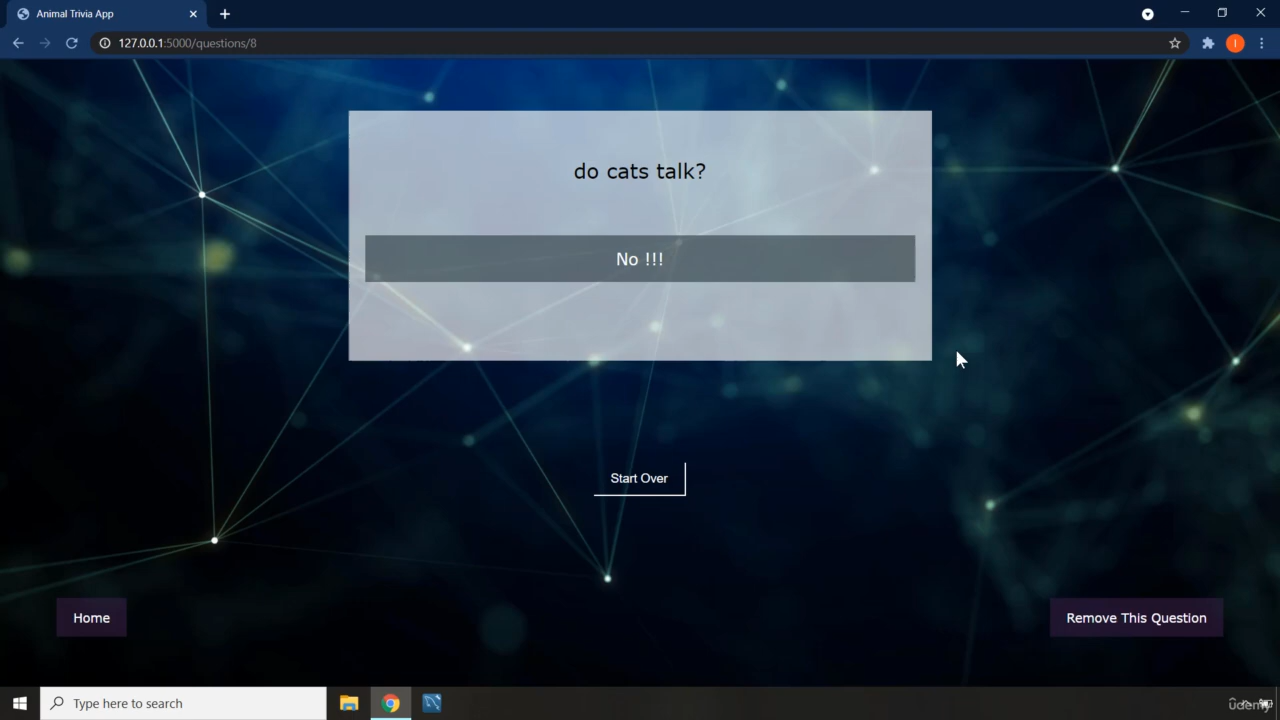 Animal Trivia App
127.0.0.1:5000/questions/8
do cats talk?
No !!!
Start Over
Home
Remove This Question
Type here to search
udemy